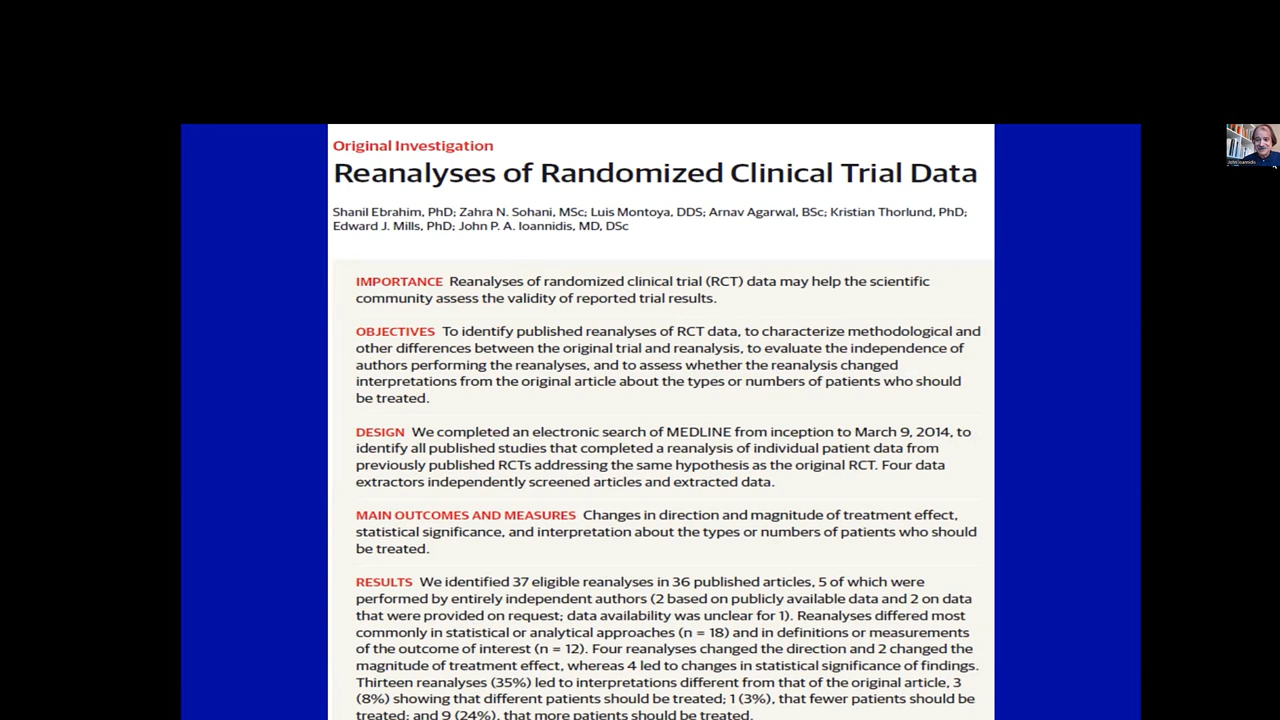 Original Investigation
Reanalyses of Randomized Clinical Trial Data
Shanil Ebrahim, PhD; Zahra N. Sohani, MSc; Luis Montoya, DDS; Arnav Agarwal, BSc; Kristian Thorlund, PhD;
Edward J. Mills, PhD; John P. A. Ioannidis, MD, DSc
IMPORTANCE Reanalyses of randomized clinical trial (RCT) data may help the scientific
community assess the validity of reported trial results.
OBJECTIVES To identify published reanalyses of RCT data, to characterize methodological and
other differences between the original trial and reanalysis, to evaluate the independence of
authors performing the reanalyses, and to assess whether the reanalysis changed
interpretations from the original article about the types or numbers of patients who should
be treated.
DESIGN We completed an electronic search of MEDLINE from inception to March 9, 2014, to
identify all published studies that completed a reanalysis of individual patient data from
previously published RCTs addressing the same hypothesis as the original RCT. Four data
extractors independently screened articles and extracted data.
MAIN OUTCOMES AND MEASURES Changes in direction and magnitude of treatment effect,
statistical significance, and interpretation about the types or numbers of patients who should
be treated.
RESULTS We identified 37 eligible reanalyses in 36 published articles, 5 of which were
performed by entirely independent authors (2 based on publicly available data and 2 on data
that were provided on request; data availability was unclear for 1). Reanalyses differed most
commonly in statistical or analytical approaches (n = 18) and in definitions or measurements
of the outcome of interest (n = 12). Four reanalyses changed the direction and 2 changed the
magnitude of treatment effect, whereas 4 led to changes in statistical significance of findings.
Thirteen reanalyses (35%) led to interpretations different from that of the original article, 3
(8%) showing that different patients should be treated; 1 (3%), that fewer patients should be
treated; and 9 (24%), that more patients should be treated.
John Ioannidis